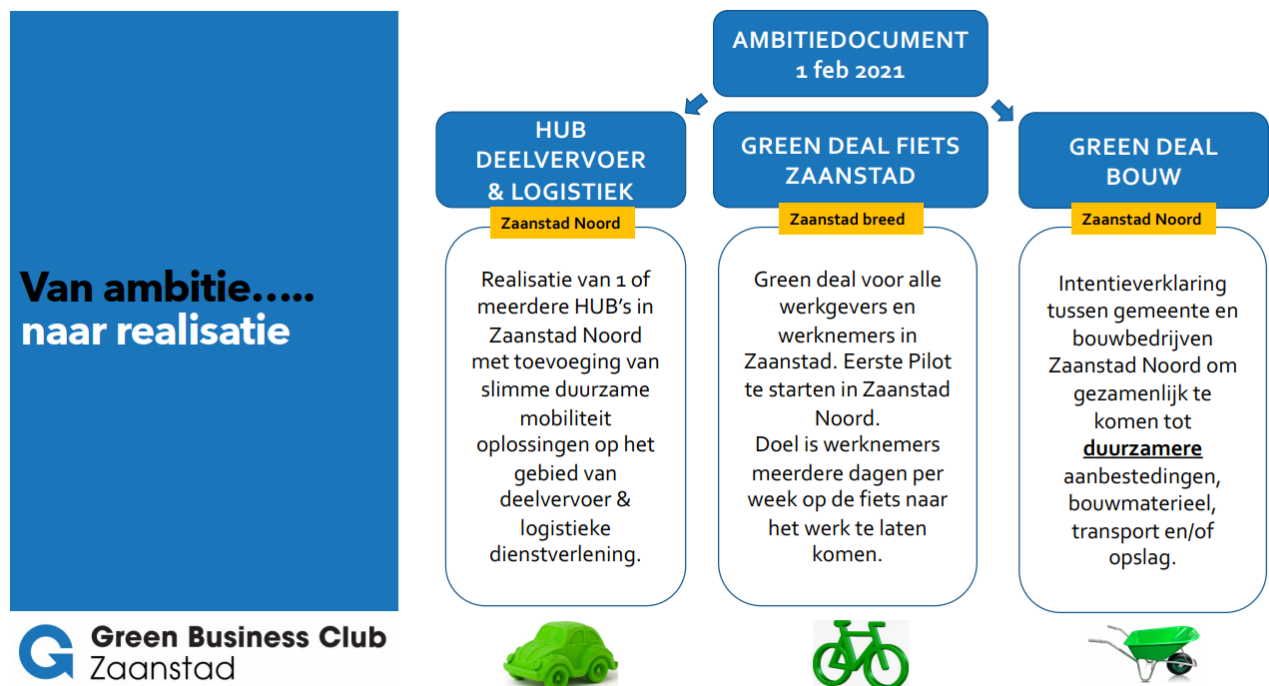 Van ambitie.....
naar realisatie
Green Business Club
Zaanstad
AMBITIEDOCUMENT
1 feb 2021
HUB
DEELVERVOER
& LOGISTIEK
Zaanstad Noord
Realisatie van 1 of
meerdere HUB's in
Zaanstad Noord
met toevoeging van
slimme duurzame
mobiliteit
oplossingen op het
gebied van
deelvervoer &
logistieke
dienstverlening.
GREEN DEAL FIETS
ZAANSTAD
Zaanstad breed
Green deal voor alle
werkgevers en
werknemers in
Zaanstad. Eerste Pilot
te starten in Zaanstad
Noord.
Doel is werknemers
meerdere dagen per
week op de fiets naar
het werk te laten
komen.
GREEN DEAL
BOUW
Zaanstad Noord
Intentieverklaring
tussen gemeente en
bouwbedrijven
Zaanstad Noord om
gezamenlijk te
komen tot
duurzamere
aanbestedingen,
bouwmaterieel,
transport en/of
opslag.